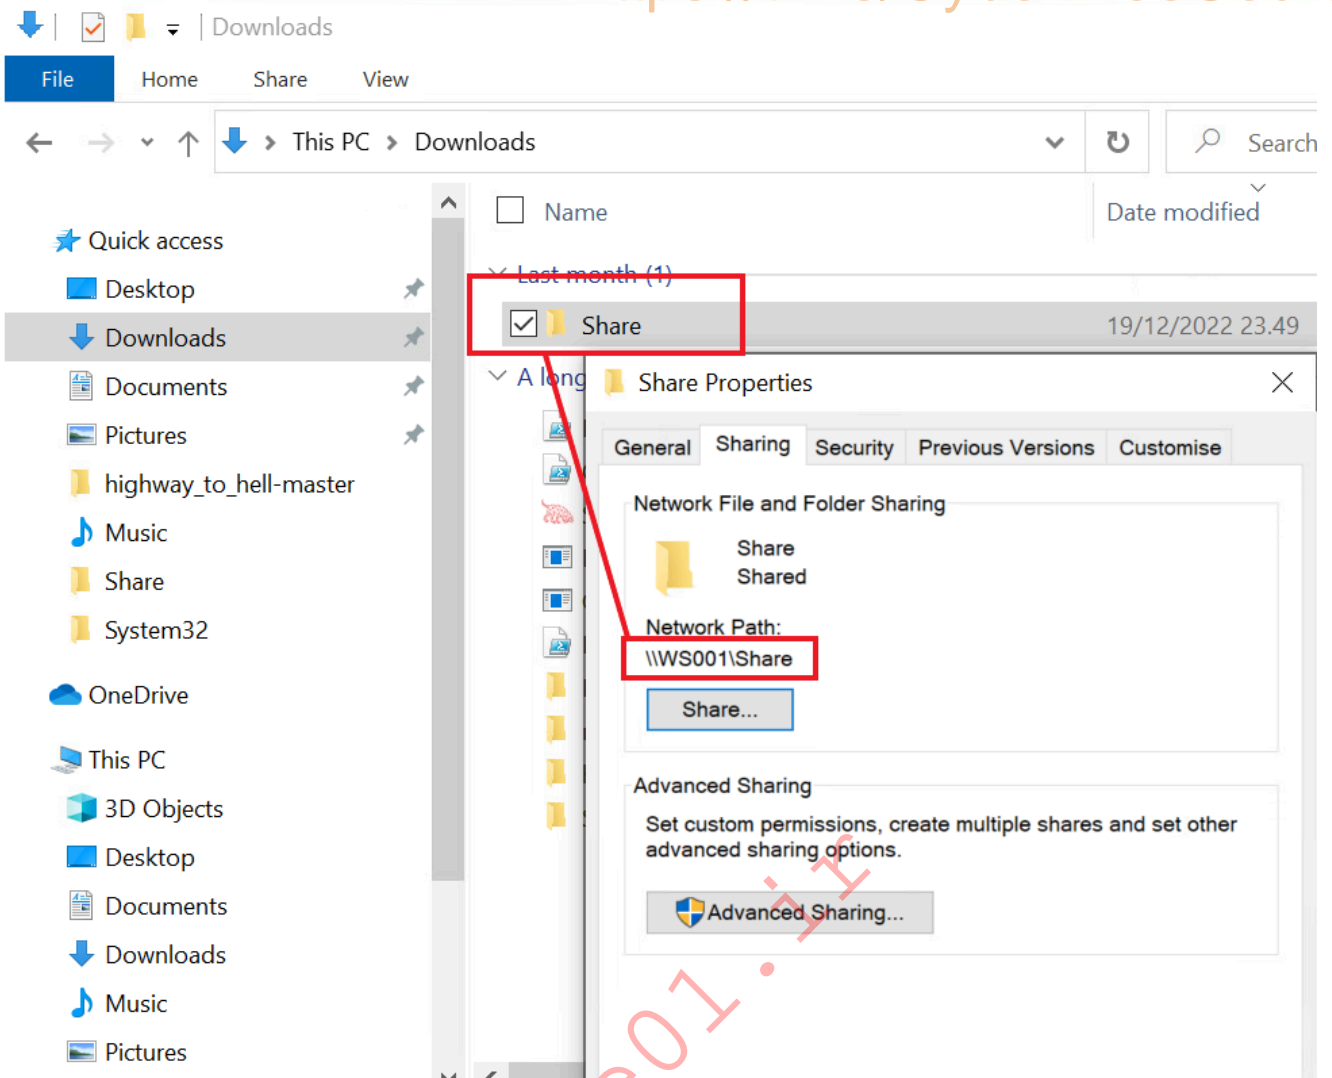 Downloads
File Home Share View
This PC Downloads
Search
Name Date modified
Quick access
Desktop
Downloads
Documents
Pictures
highway_to_hell-master
Music
Share
System32
OneDrive
This PC
3D Objects
Desktop
Documents
Downloads
Music
Pictures
Last month (1)
Share 19/12/2022 23.49
A long
Share Properties
General Sharing Security Previous Versions Customise
Network File and Folder Sharing
Share
Shared
Network Path:
\\WS001\Share
Share...
Advanced Sharing
Set custom permissions, create multiple shares and set other
advanced sharing options.
Advanced Sharing...